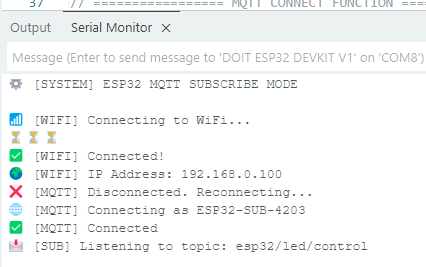 37 // ================= MQTT CONNECT FUNCTION ====
Output Serial Monitor ×
Message (Enter to send message to 'DOIT ESP32 DEVKIT V1' on 'COM8')
⚙️ [SYSTEM] ESP32 MQTT SUBSCRIBE MODE
📶 [WIFI] Connecting to WiFi...
⏳⏳⏳
✅ [WIFI] Connected!
🌍 [WIFI] IP Address: 192.168.0.100
❌ [MQTT] Disconnected. Reconnecting...
🌐 [MQTT] Connecting as ESP32-SUB-4203
✅ [MQTT] Connected
📩 [SUB] Listening to topic: esp32/led/control